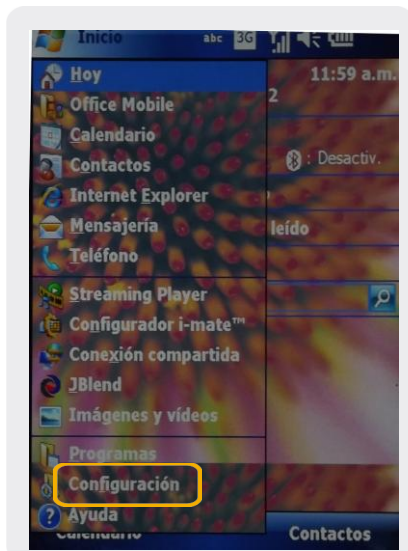 Inicio abc 3G
Hoy 11:59 a.m.
Office Mobile 2
Calendario
Contactos : Desactiv.
Internet Explorer
Mensajería leído
Teléfono
Streaming Player
Configurador i-mate™
Conexión compartida
JBlend
Imágenes y vídeos
Programas
Configuración
? Ayuda
Calendario Contactos